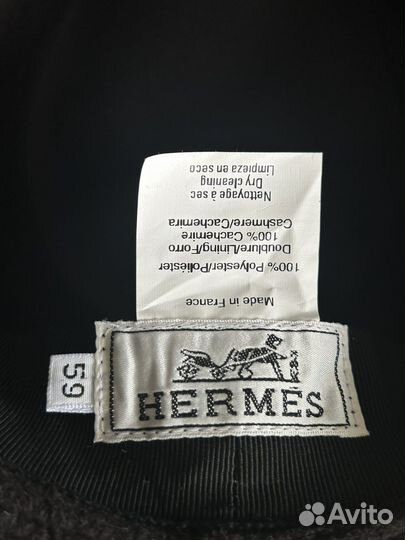 Made in France
100% Polyester/Poliéster
Doublure/Lining/Forro
100% Cachemire
Cashmere/Cachemira
Nettoyage à sec
Dry cleaning
Limpieza en seco
HERMÈS
59
Avito